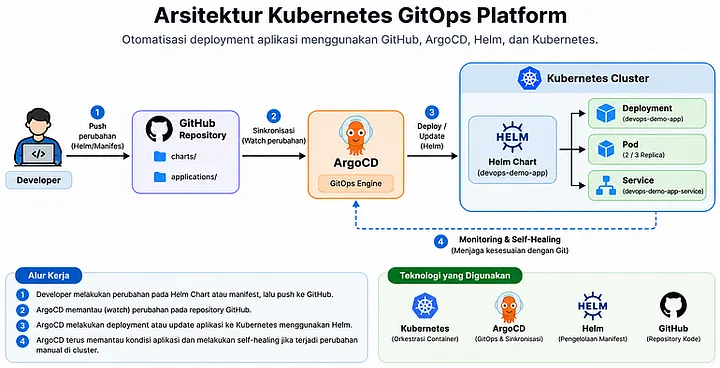 Arsitektur Kubernetes GitOps Platform
Otomatisasi deployment aplikasi menggunakan GitHub, ArgoCD, Helm, dan Kubernetes.
1
Push
perubahan
(Helm/Manifes)
Developer
GitHub
Repository
charts/
applications/
2
Sinkronisasi
(Watch perubahan)
ArgoCD
GitOps Engine
3
Deploy /
Update
(Helm)
Kubernetes Cluster
HELM
Helm Chart
(devops-demo-app)
Deployment
(devops-demo-app)
Pod
(2 / 3 Replica)
Service
(devops-demo-app-service)
4
Monitoring & Self-Healing
(Menjaga kesesuaian dengan Git)
Alur Kerja
1 Developer melakukan perubahan pada Helm Chart atau manifest, lalu push ke GitHub.
2 ArgoCD memantau (watch) perubahan pada repository GitHub.
3 ArgoCD melakukan deployment atau update aplikasi ke Kubernetes menggunakan Helm.
4 ArgoCD terus memantau kondisi aplikasi dan melakukan self-healing jika terjadi perubahan
manual di cluster.
Teknologi yang Digunakan
Kubernetes
(Orkestrasi Container)
ArgoCD
(GitOps & Sinkronisasi)
HELM
Helm
(Pengelolaan Manifest)
GitHub
(Repository Kode)